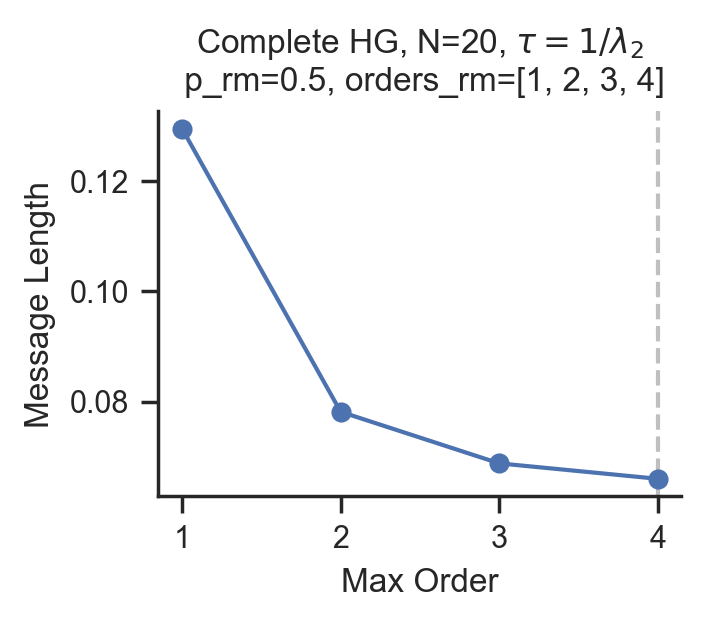 Complete HG, N=20, τ = 1/λ₂
p_rm=0.5, orders_rm=[1, 2, 3, 4]
Message Length
0.12
0.10
0.08
1 2 3 4
Max Order